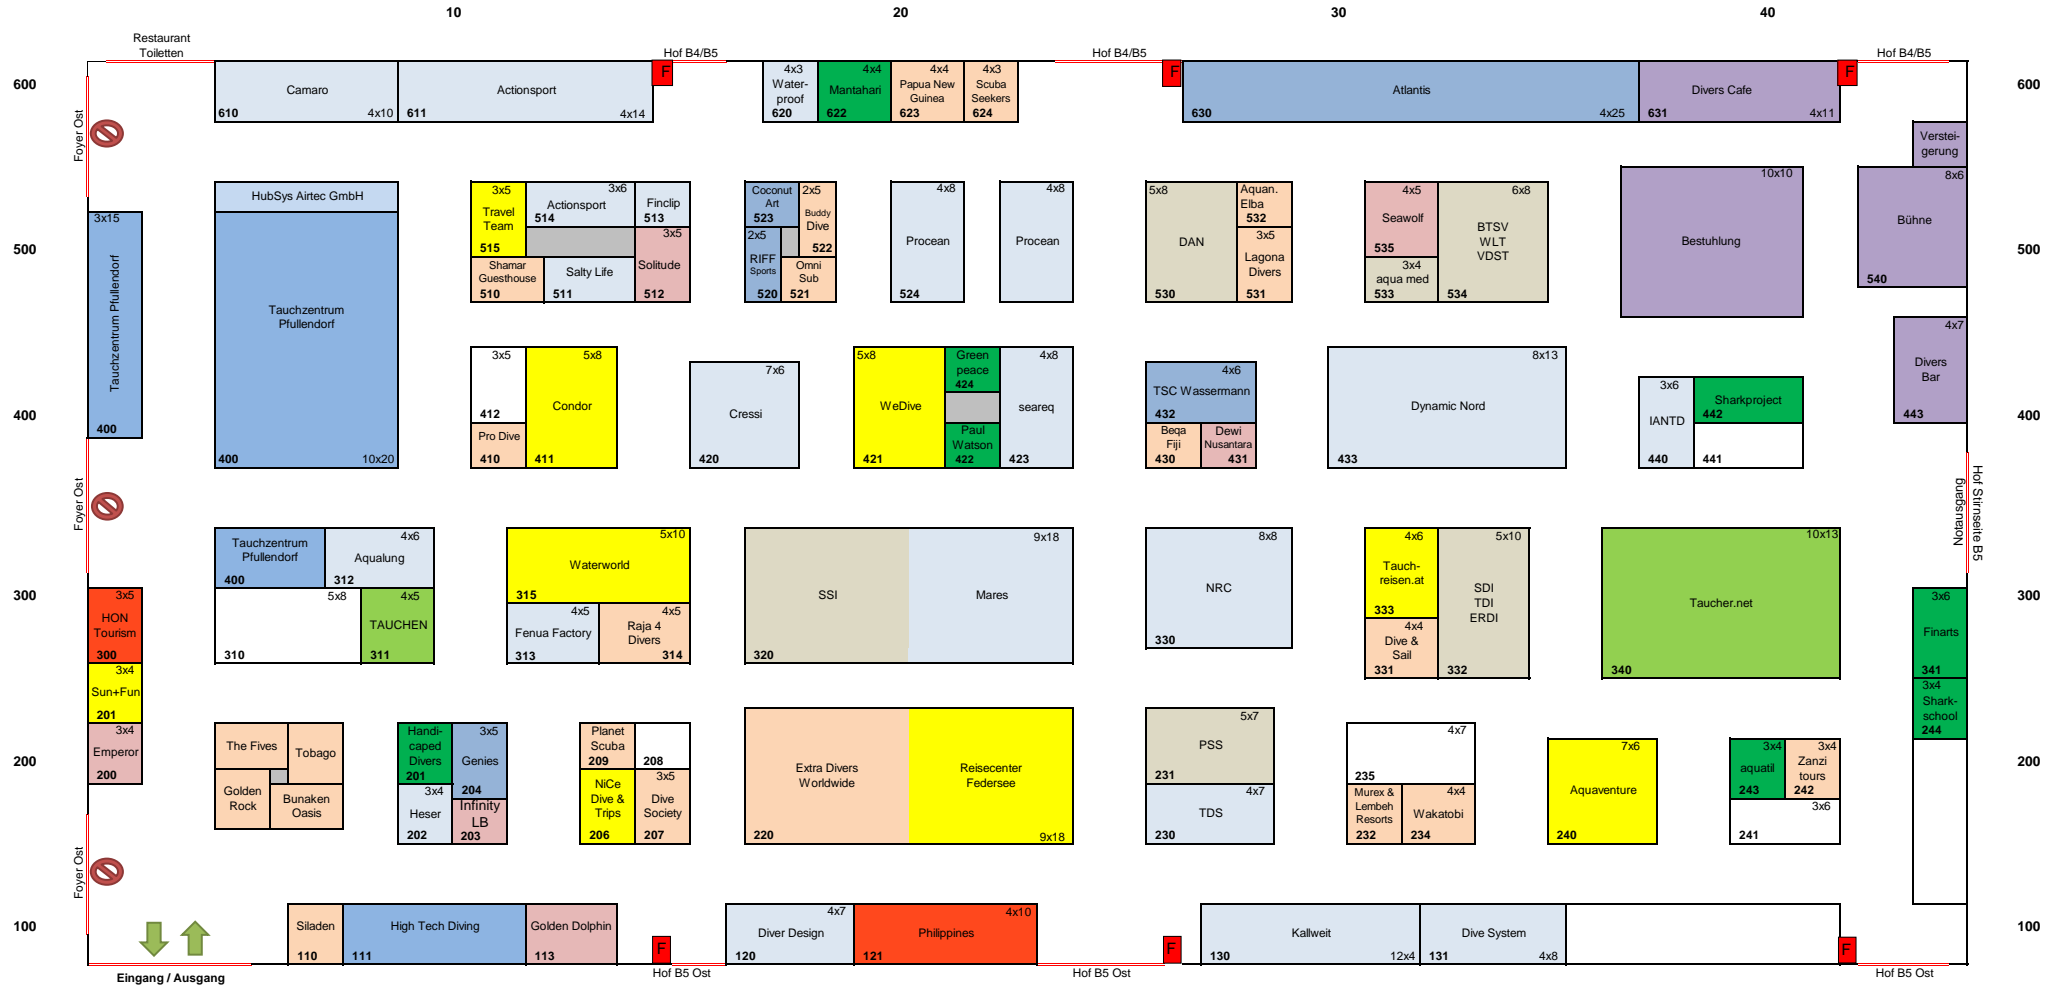 10
20
30
40
Restaurant
Toiletten
Hof B4/B5
Hof B4/B5
Hof B4/B5
600
600
Foyer Ost
Camaro
610
4x10
Actionsport
611
4x14
F
4x3
Water-
proof
620
4x4
Mantahari
622
4x4
Papua New
Guinea
623
4x3
Scuba
Seekers
624
F
Atlantis
630
4x25
Divers Cafe
631
4x11
F
Verstei-
gerung
500
500
3x15
Tauchzentrum Pfullendorf
400
HubSys Airtec GmbH
Tauchzentrum
Pfullendorf
400
10x20
3x5
Travel
Team
515
3x6
Actionsport
514
Finclip
513
Shamar
Guesthouse
510
Salty Life
511
3x5
Solitude
512
Coconut
Art
523
2x5
Buddy
Dive
522
2x5
RIFF
Sports
520
Omni
Sub
521
4x8
Procean
524
4x8
Procean
5x8
DAN
530
Aquan.
Elba
532
3x5
Lagona
Divers
531
4x5
Seawolf
535
3x4
aqua med
533
6x8
BTSV
WLT
VDST
534
10x10
Bestuhlung
8x6
Bühne
540
400
400
3x5
412
Pro Dive
410
5x8
Condor
411
7x6
Cressi
420
5x8
WeDive
421
Green
peace
424
Paul
Watson
422
4x8
seareq
423
4x6
TSC Wassermann
432
Beqa
Fiji
430
Dewi
Nusantara
431
8x13
Dynamic Nord
433
3x6
IANTD
440
Sharkproject
442
441
4x7
Divers
Bar
443
Foyer Ost
Notausgang
Hof Stirnseite B5
300
300
3x5
HON
Tourism
300
Tauchzentrum
Pfullendorf
400
4x6
Aqualung
312
5x8
310
4x5
TAUCHEN
311
5x10
Waterworld
315
4x5
Fenua Factory
313
4x5
Raja 4
Divers
314
SSI
320
9x18
Mares
8x8
NRC
330
4x6
Tauch-
reisen.at
333
4x4
Dive &
Sail
331
5x10
SDI
TDI
ERDI
332
10x13
Taucher.net
340
3x6
Finarts
341
3x4
Shark-
school
244
200
200
3x4
Sun+Fun
201
3x4
Emperor
200
The Fives
Tobago
Golden
Rock
Bunaken
Oasis
Handi-
caped
Divers
201
3x5
Genies
204
3x4
Heser
202
Infinity
LB
203
Planet
Scuba
209
208
NiCe
Dive &
Trips
206
3x5
Dive
Society
207
Extra Divers
Worldwide
220
Reisecenter
Federsee
9x18
5x7
PSS
231
4x7
TDS
230
4x7
235
Murex &
Lembeh
Resorts
232
4x4
Wakatobi
234
7x6
Aquaventure
240
3x4
aquatil
243
3x4
Zanzi
tours
242
3x6
241
Foyer Ost
100
100
Siladen
110
High Tech Diving
111
Golden Dolphin
113
F
4x7
Diver Design
120
4x10
Philippines
121
F
Kallweit
130
12x4
Dive System
131
4x8
F
Eingang / Ausgang
Hof B5 Ost
Hof B5 Ost
Hof B5 Ost